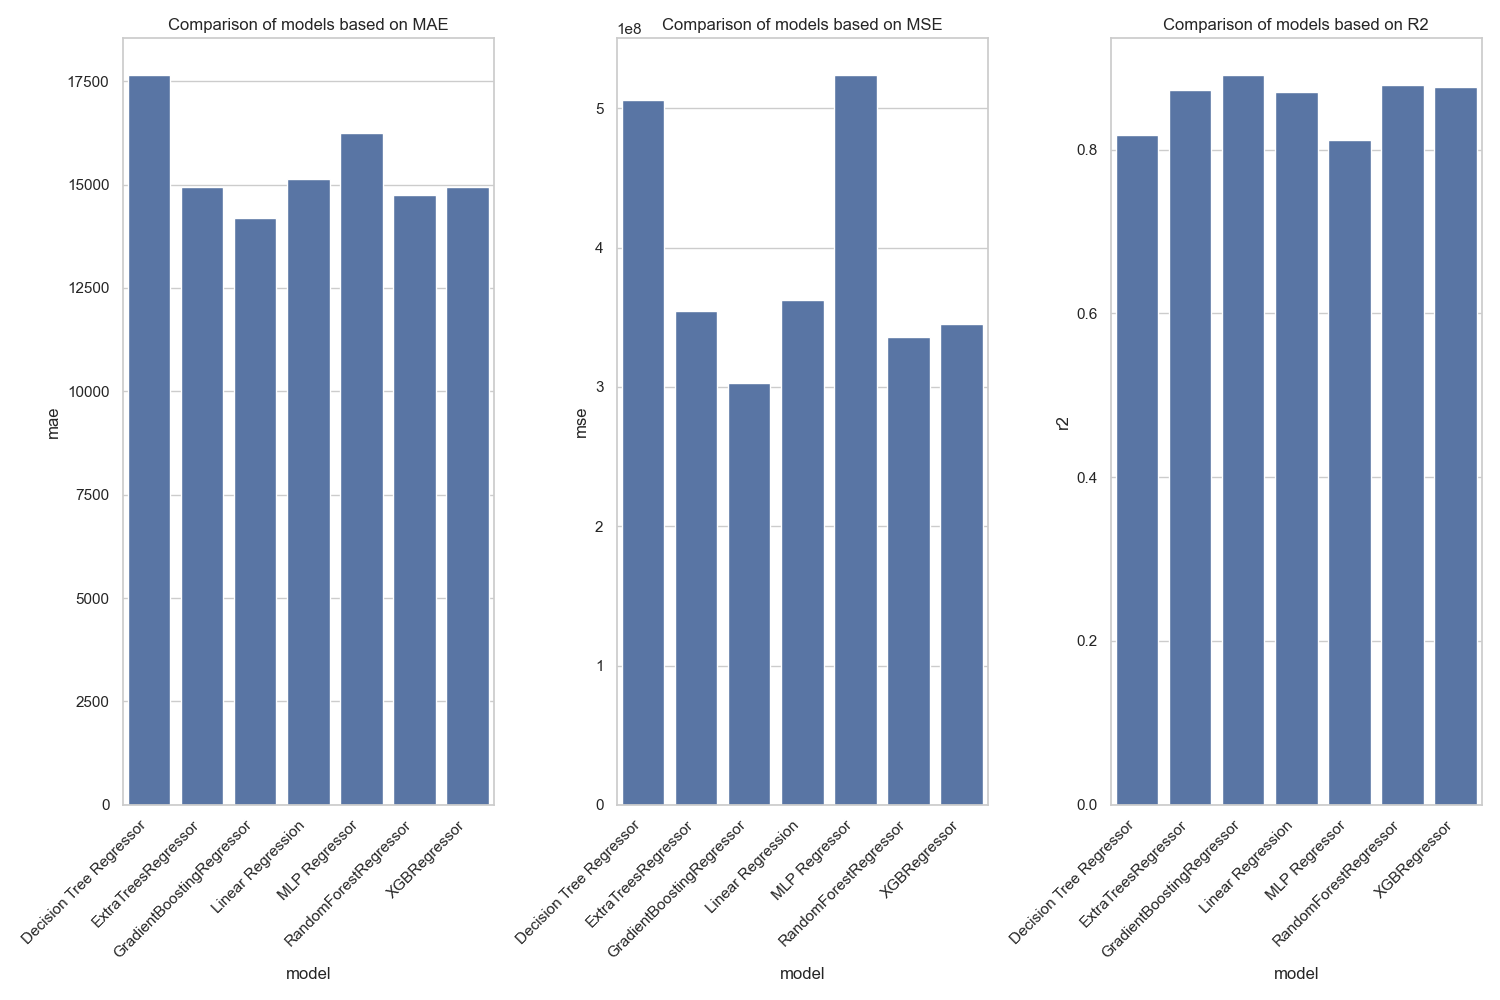 Comparison of models based on MAE
17500
15000
12500
10000
7500
5000
2500
0
mae
Decision Tree Regressor
ExtraTreesRegressor
GradientBoostingRegressor
Linear Regression
MLP Regressor
RandomForestRegressor
XGBRegressor
model
Comparison of models based on MSE
1e8
5
4
3
2
1
0
mse
Decision Tree Regressor
ExtraTreesRegressor
GradientBoostingRegressor
Linear Regression
MLP Regressor
RandomForestRegressor
XGBRegressor
model
Comparison of models based on R2
0.8
0.6
0.4
0.2
0.0
r2
Decision Tree Regressor
ExtraTreesRegressor
GradientBoostingRegressor
Linear Regression
MLP Regressor
RandomForestRegressor
XGBRegressor
model